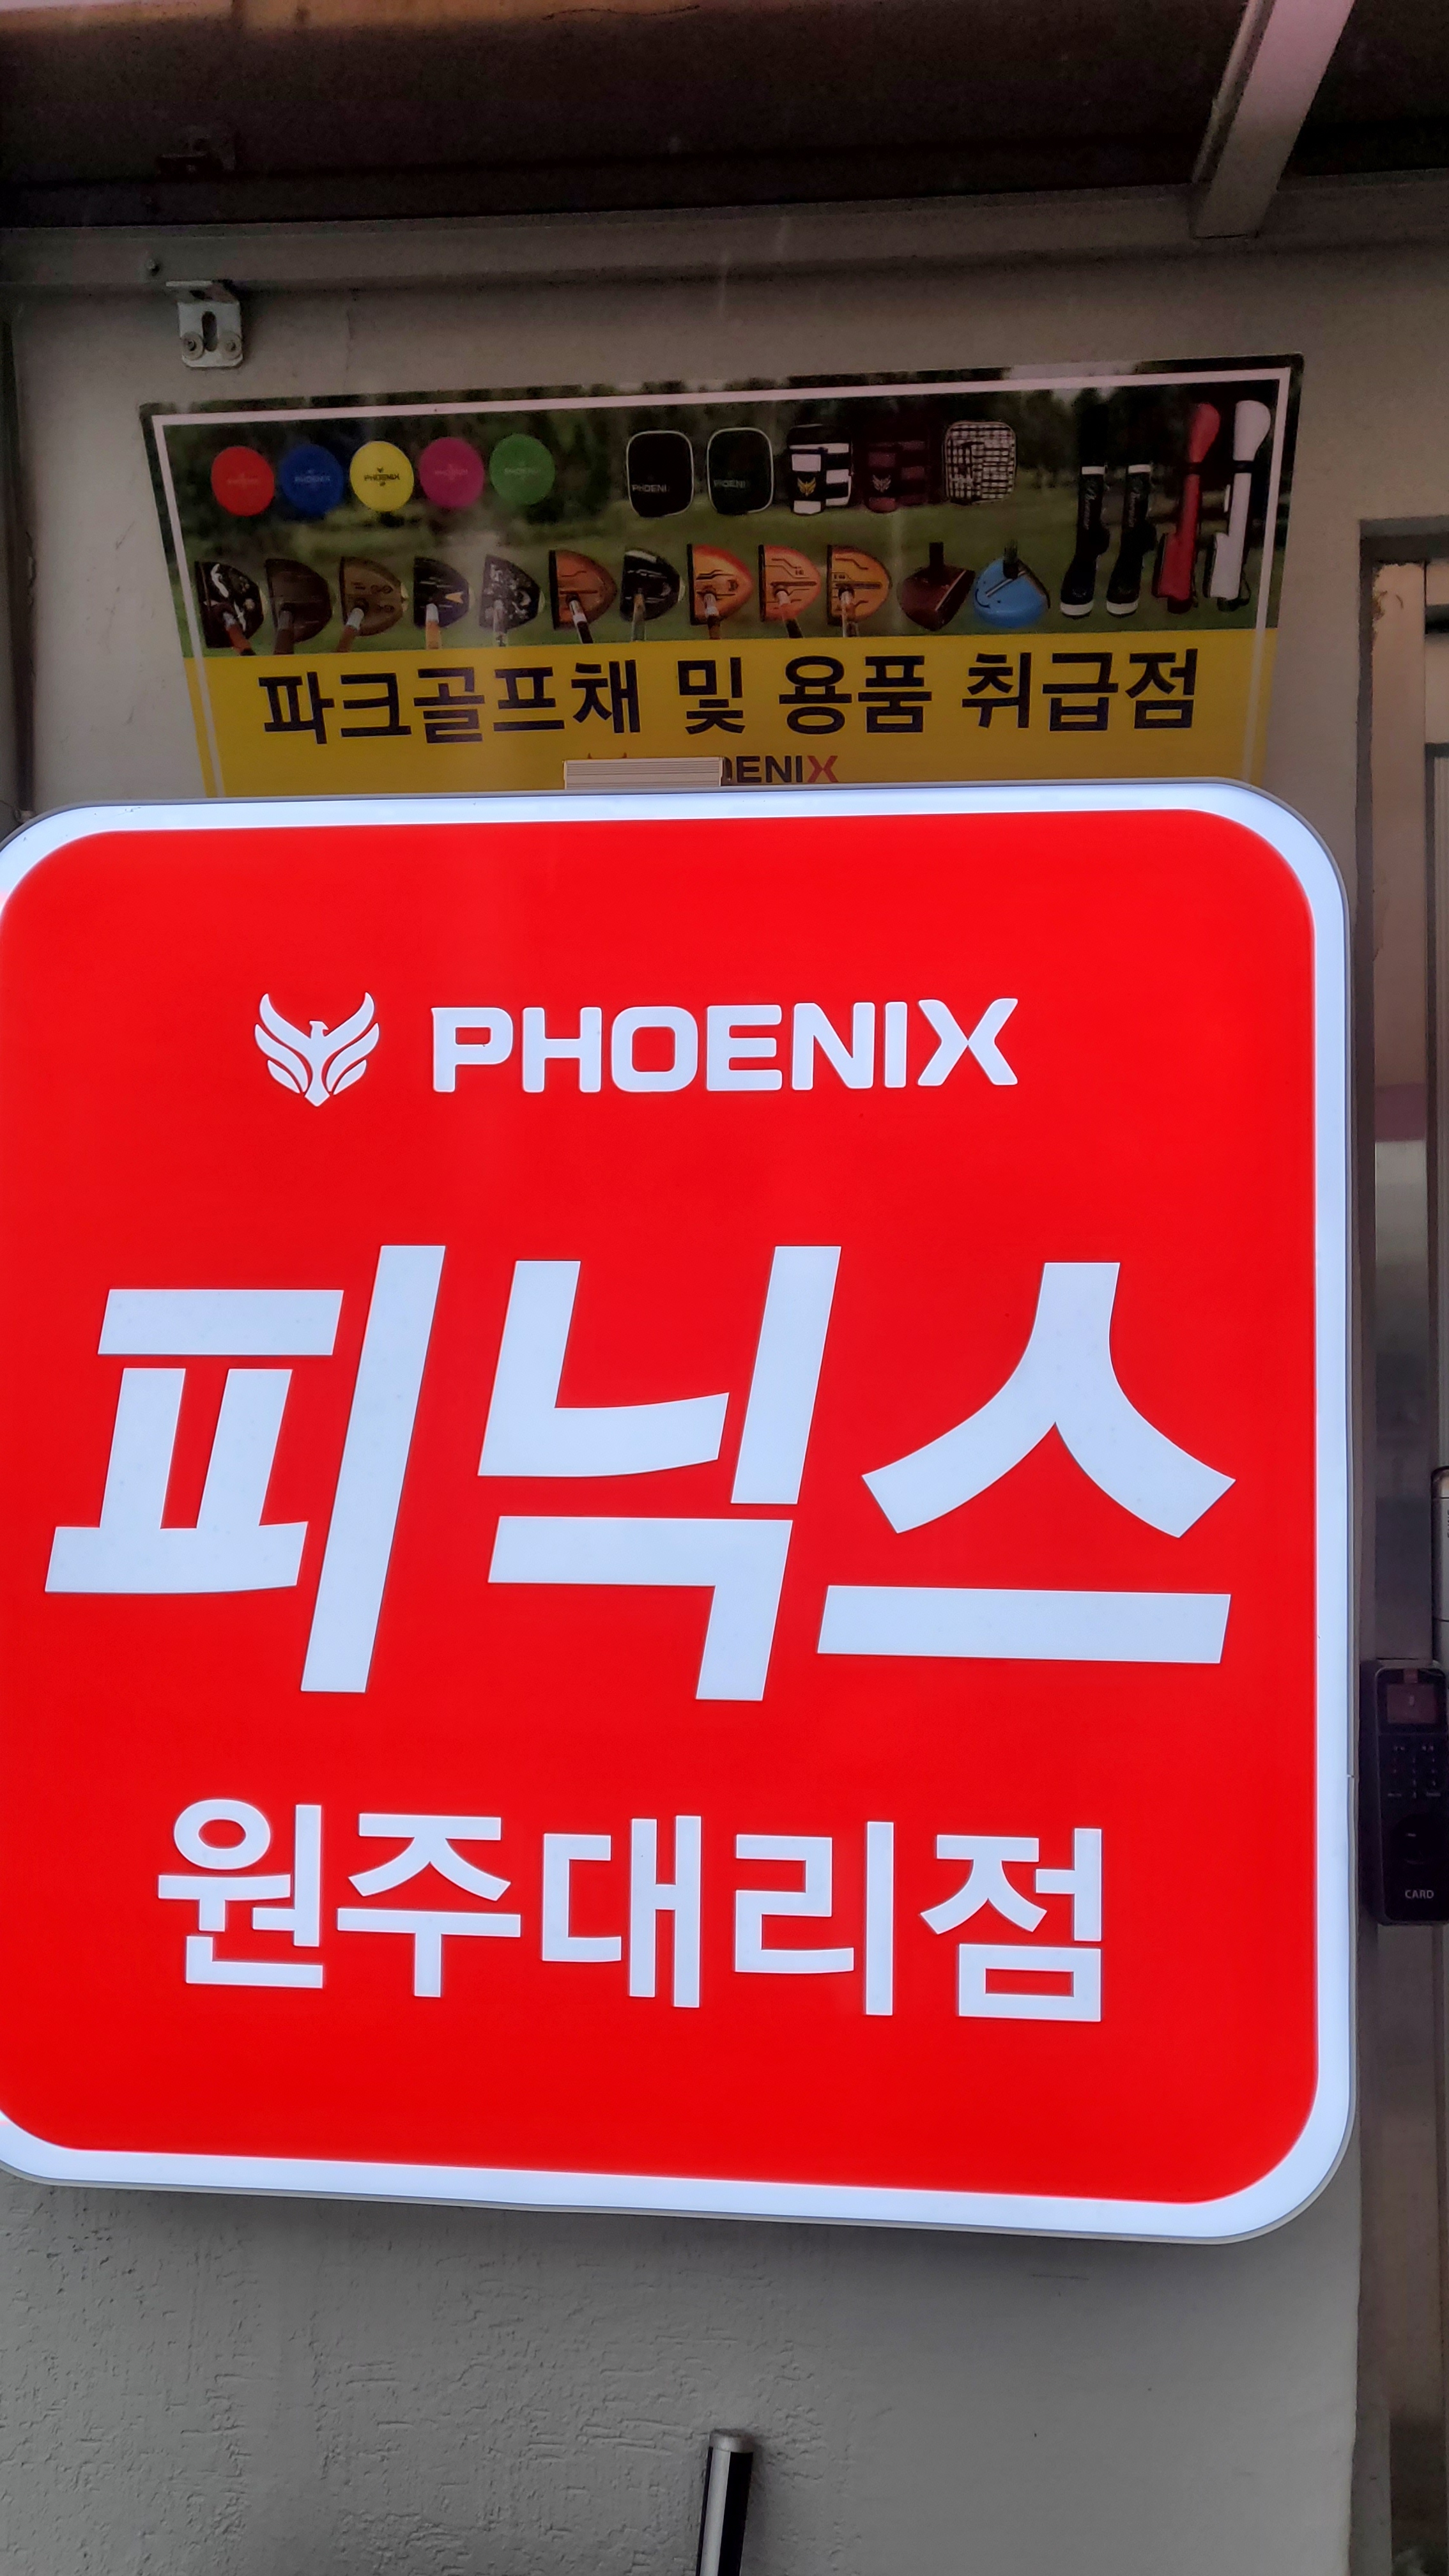 PHOENIX
파크골프채 및 용품 취급점
PHOENIX
피닉스
원주대리점
CARD